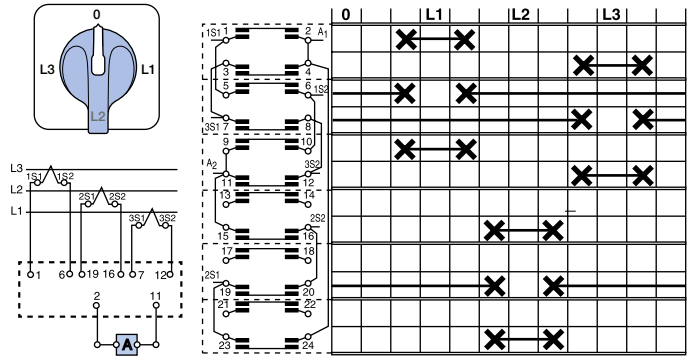 0
L3 L1
L2
L3
1S1 1S2
L2
2S1 2S2
L1
3S1 3S2
1 6 19 16 7 12
2 11
A
0 L1 L2 L3
1S1 1 2 A1
3 4
5 6 1S2
3S1 7 8
9 10
A2 3S2
11 12
13 14
2S2
15 16
17 18
2S1
19 20
21 22
23 24